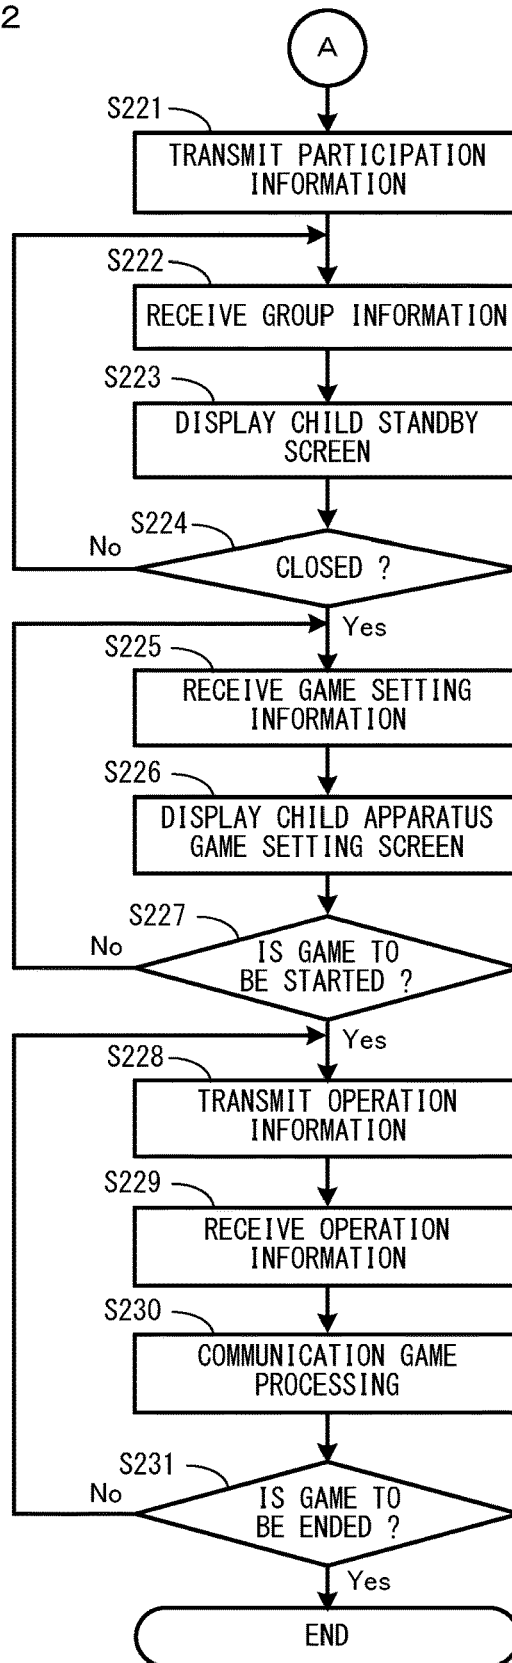 2
A
S221
TRANSMIT PARTICIPATION
INFORMATION
S222
RECEIVE GROUP INFORMATION
S223
DISPLAY CHILD STANDBY
SCREEN
S224
No
CLOSED ?
Yes
S225
RECEIVE GAME SETTING
INFORMATION
S226
DISPLAY CHILD APPARATUS
GAME SETTING SCREEN
S227
No
IS GAME TO
BE STARTED ?
Yes
S228
TRANSMIT OPERATION
INFORMATION
S229
RECEIVE OPERATION
INFORMATION
S230
COMMUNICATION GAME
PROCESSING
S231
No
IS GAME TO
BE ENDED ?
Yes
END